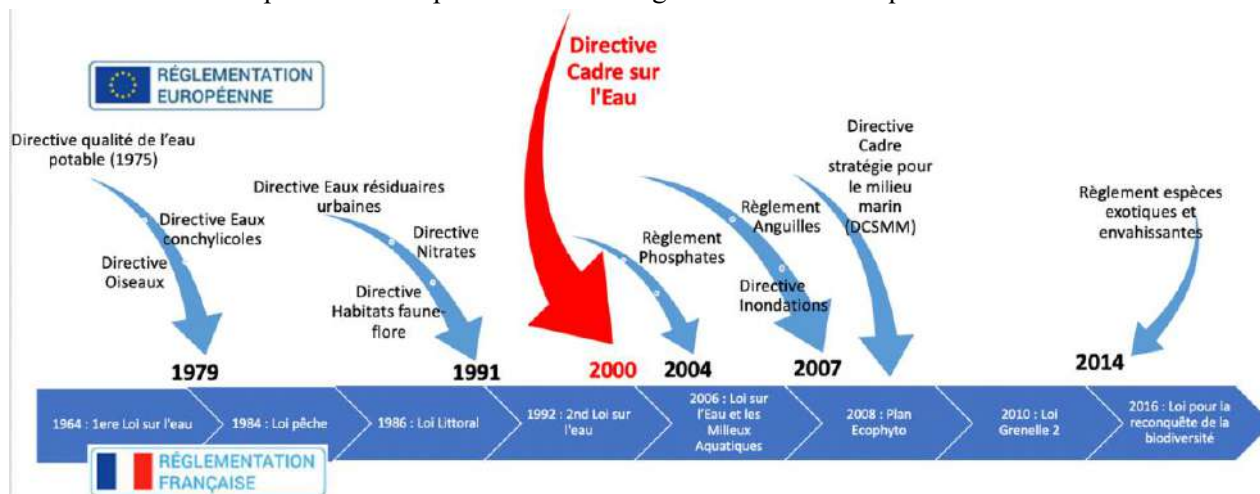 RÉGLEMENTATION
EUROPÉENNE
Directive qualité de l'eau
potable (1975)
Directive Eaux
conchylicoles
Directive
Oiseaux
Directive Eaux résiduaires
urbaines
Directive
Nitrates
Directive
Habitats faune-
flore
Directive
Cadre sur
l'Eau
Règlement
Phosphates
Règlement
Anguilles
Directive
Inondations
Directive
Cadre
stratégie pour
le milieu
marin
(DCSMM)
Règlement espèces
exotiques et
envahissantes
1979
1991
2000
2004
2007
2014
1964 : 1ere Loi sur l'eau
1984 : Loi pêche
1986 : Loi Littoral
1992 : 2nd Loi sur
l'eau
2006 : Loi sur
l'Eau et les
Milieux
Aquatiques
2008 : Plan
Ecophyto
2010 : Loi
Grenelle 2
2016 : Loi pour la
reconquête de la
biodiversité
RÉGLEMENTATION
FRANÇAISE